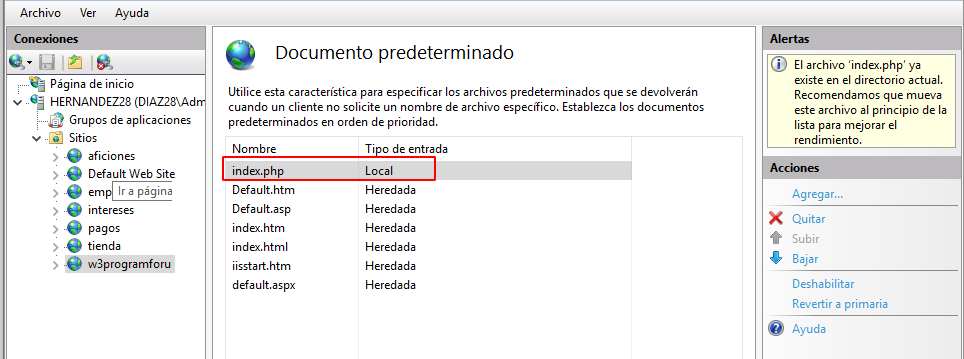 Archivo Ver Ayuda
Conexiones
Página de inicio
HERNANDEZ28 (DIAZ28\Adm
Grupos de aplicaciones
Sitios
aficiones
Default Web Site
emp
Ir a página
intereses
pagos
tienda
w3programforu
Documento predeterminado
Utilice esta característica para especificar los archivos predeterminados que se devolverán
cuando un cliente no solicite un nombre de archivo específico. Establezca los documentos
predeterminados en orden de prioridad.
Nombre Tipo de entrada
index.php Local
Default.htm Heredada
Default.asp Heredada
index.htm Heredada
index.html Heredada
iisstart.htm Heredada
default.aspx Heredada
Alertas
El archivo 'index.php' ya
existe en el directorio actual.
Recomendamos que mueva
este archivo al principio de la
lista para mejorar el
rendimiento.
Acciones
Agregar...
Quitar
Subir
Bajar
Deshabilitar
Revertir a primaria
Ayuda